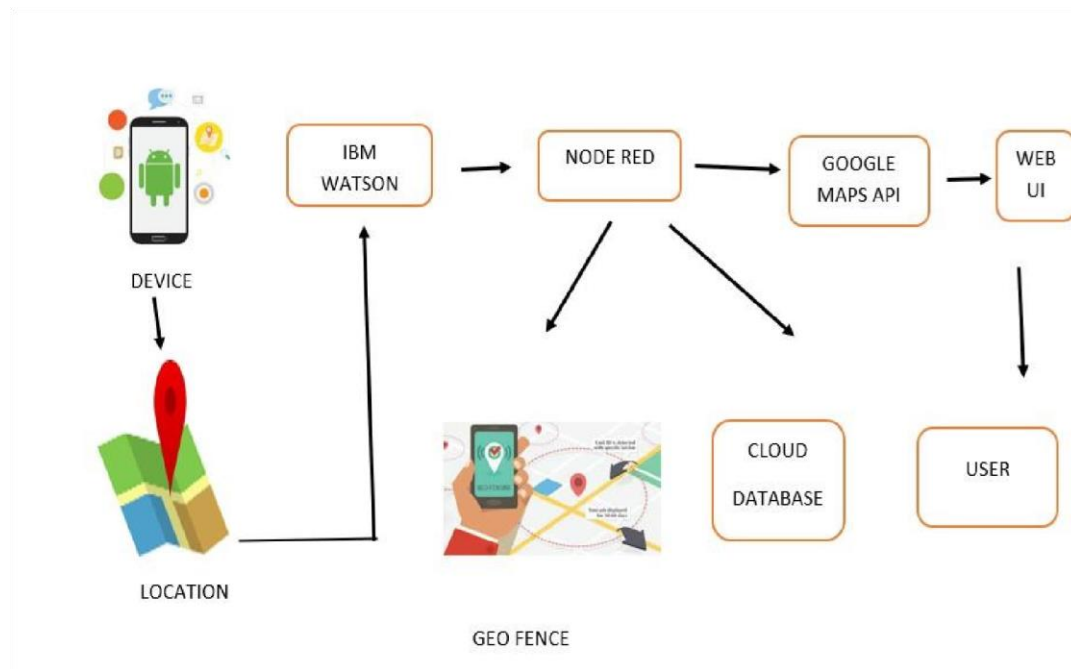 IBM
WATSON
NODE RED
GOOGLE
MAPS API
WEB
UI
DEVICE
CLOUD
DATABASE
USER
LOCATION
GEO FENCE